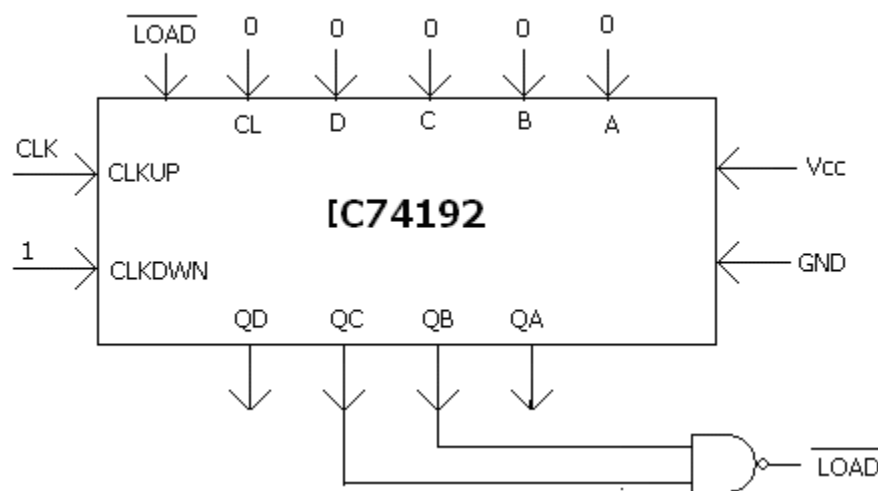 LOAD 0 0 0 0 0
CL D C B A
CLK CLKUP Vcc
[C74192
1 CLKDWN GND
QD QC QB QA
LOAD